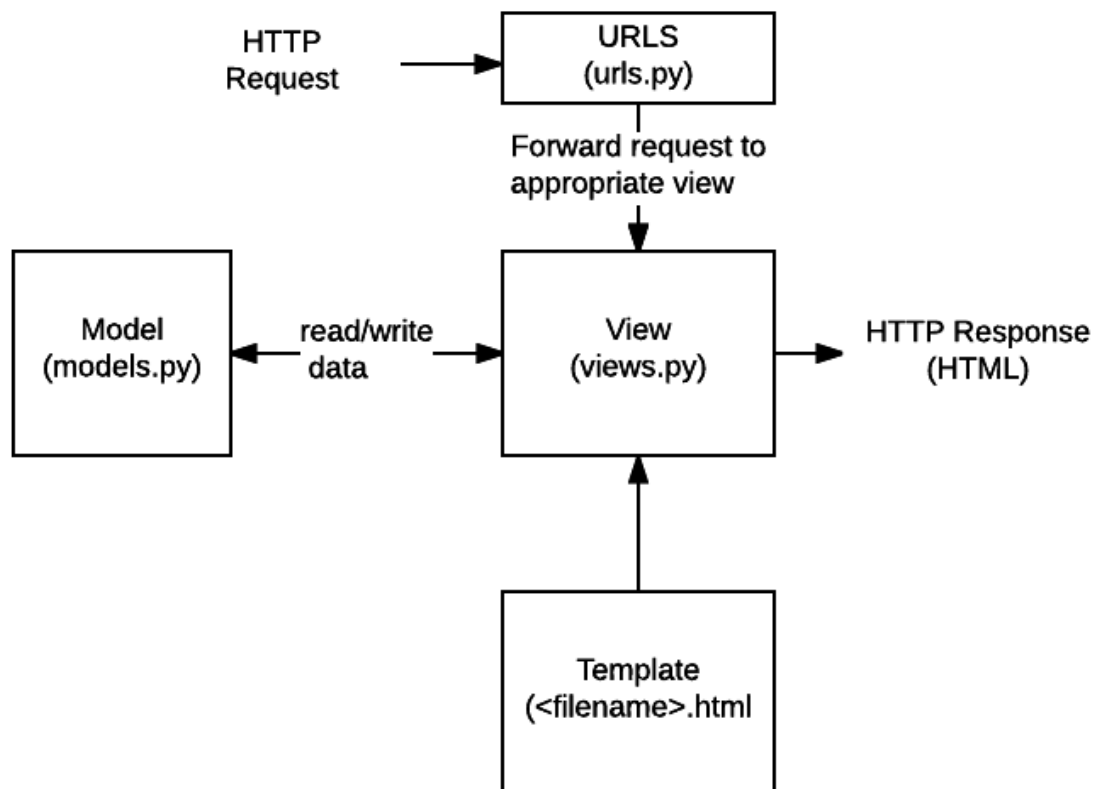 HTTP
Request
URLS
(urls.py)
Forward request to
appropriate view
Model
(models.py)
read/write
data
View
(views.py)
HTTP Response
(HTML)
Template
(<filename>.html